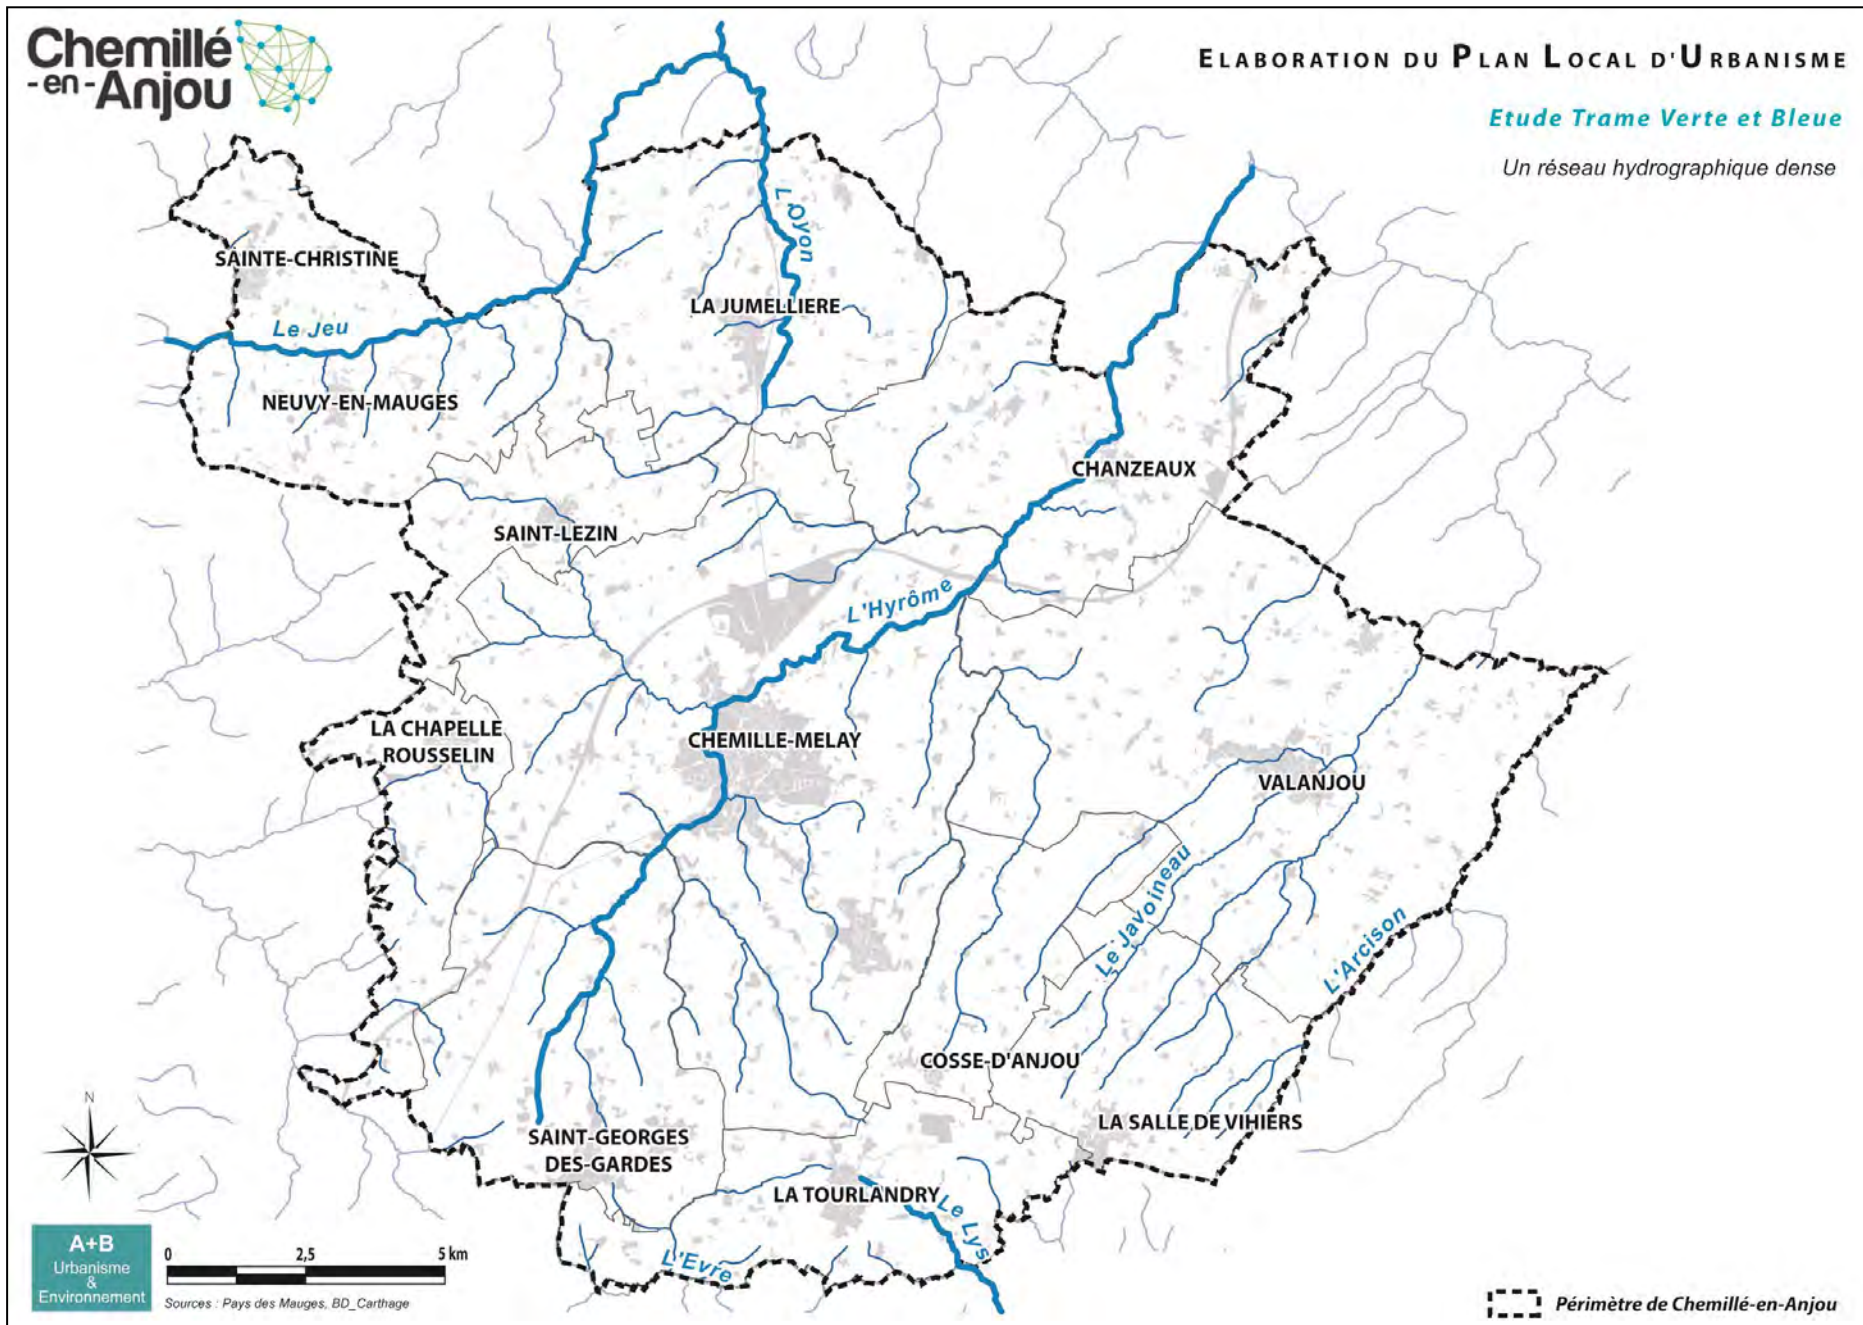 Chemillé
-en-Anjou
ELABORATION DU PLAN LOCAL D'URBANISME
Etude Trame Verte et Bleue
Un réseau hydrographique dense
L'Oyon
SAINTE-CHRISTINE
LA JUMELLIERE
Le Jeu
NEUVY-EN-MAUGES
CHANZEAUX
SAINT-LEZIN
L'Hyrôme
LA CHAPELLE
ROUSSELIN
CHEMILLE-MELAY
VALANJOU
Le Javoineau
L'Arcison
COSSE-D'ANJOU
LA SALLE DE VIHIERS
SAINT-GEORGES
DES-GARDES
LA TOURLANDRY
Le Lys
L'Evre
N
A+B
Urbanisme
&
Environnement
0 2,5 5 km
Sources : Pays des Mauges, BD_Carthage
Périmètre de Chemillé-en-Anjou